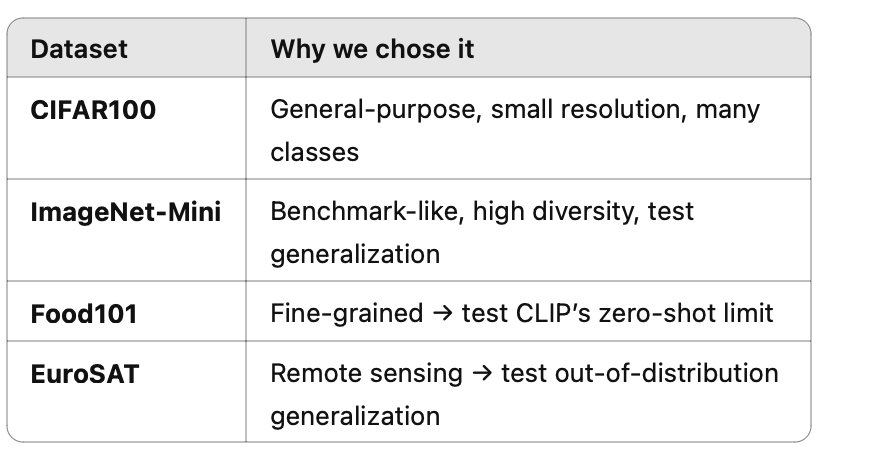 Dataset Why we chose it
CIFAR100 General-purpose, small resolution, many
classes
ImageNet-Mini Benchmark-like, high diversity, test
generalization
Food101 Fine-grained → test CLIP’s zero-shot limit
EuroSAT Remote sensing → test out-of-distribution
generalization